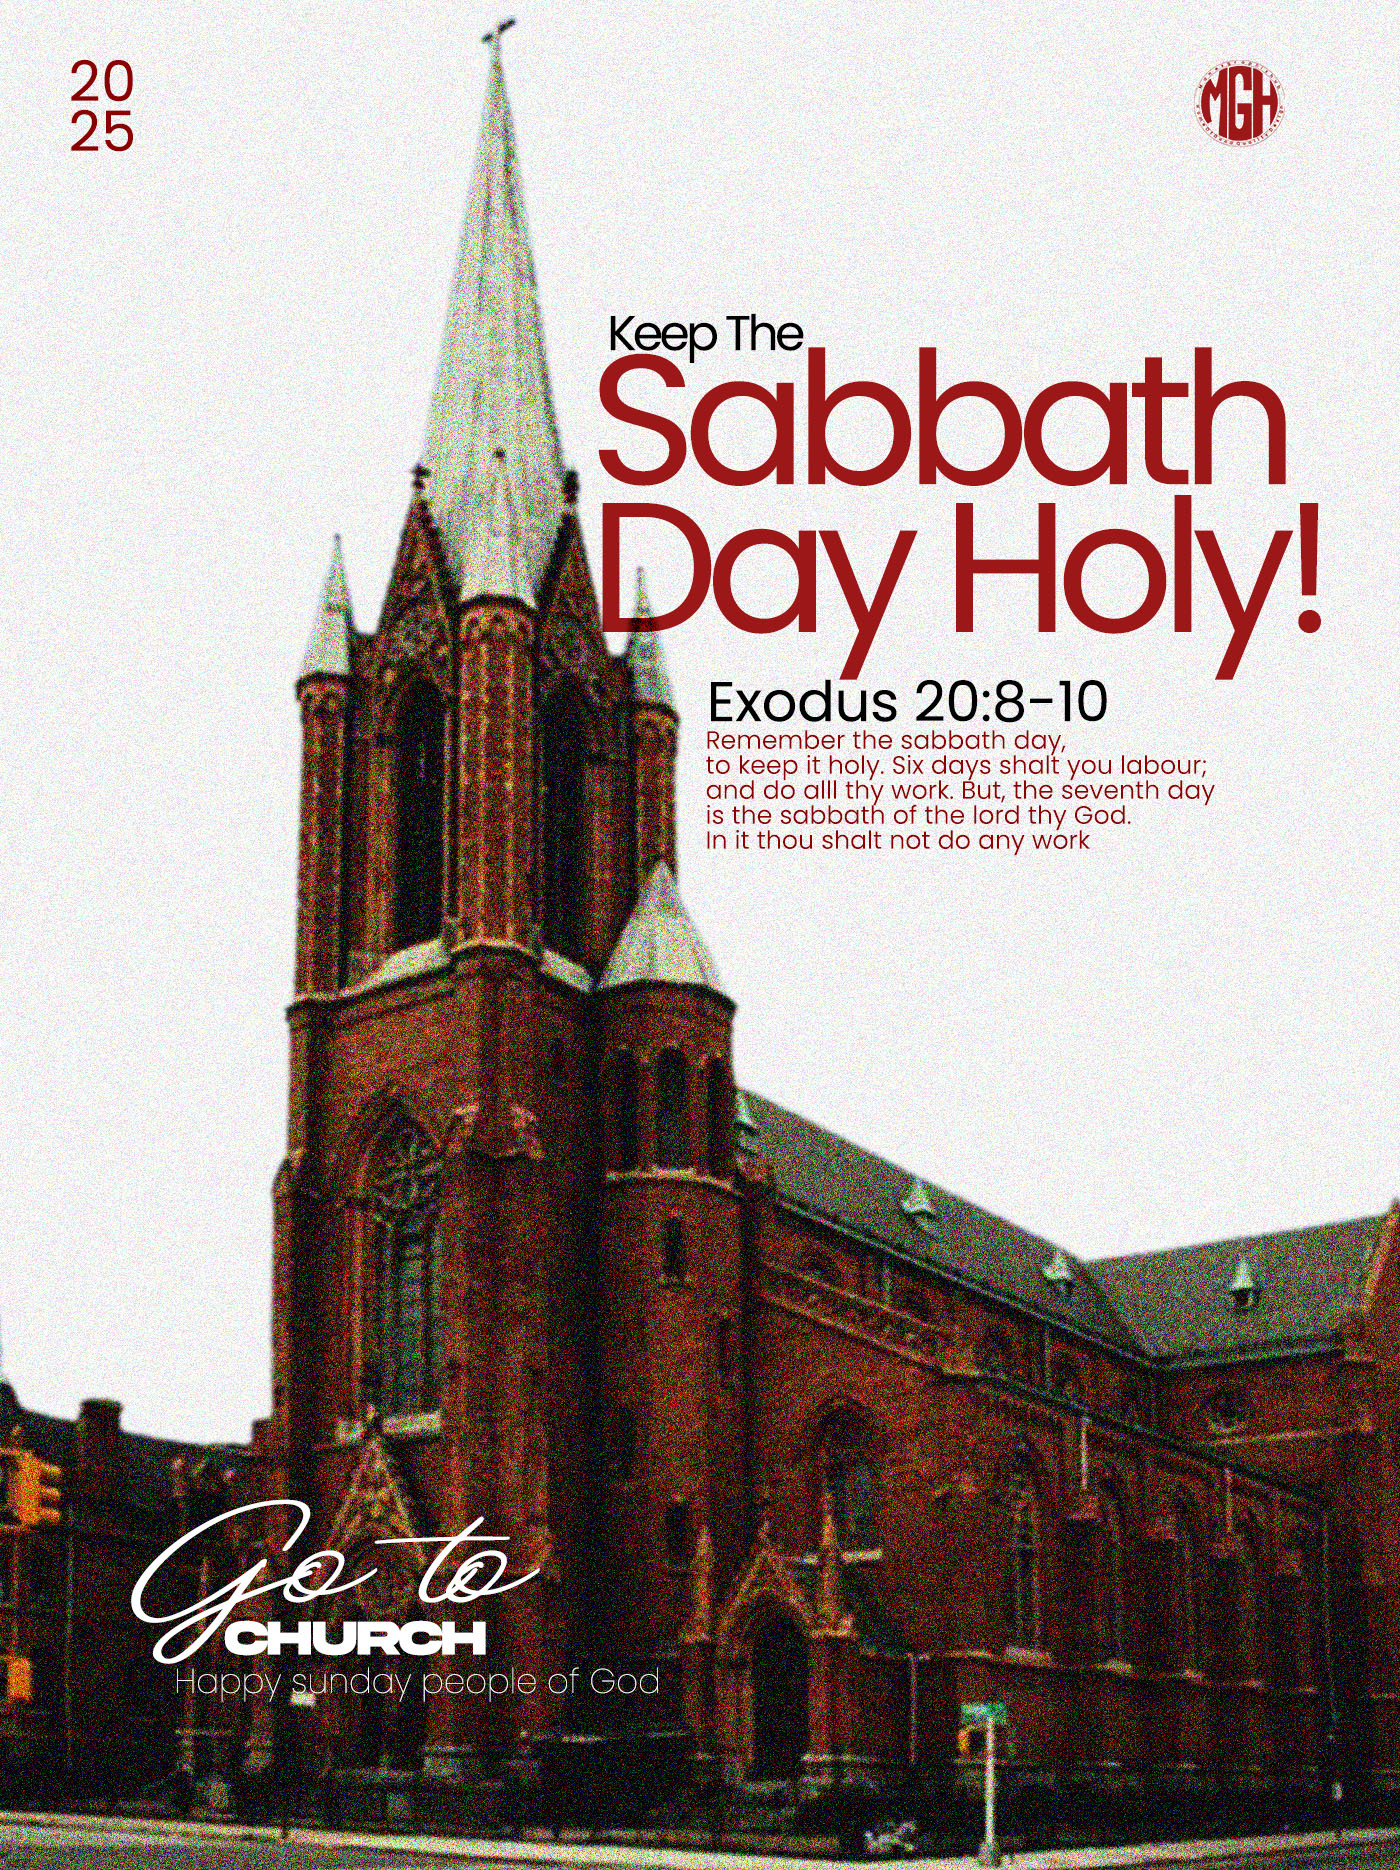 20
25
MGH
Keep The
Sabbath
Day Holy!
Exodus 20:8-10
Remember the sabbath day,
to keep it holy. Six days shalt you labour;
and do alll thy work. But, the seventh day
is the sabbath of the lord thy God.
In it thou shalt not do any work
Go to
CHURCH
Happy sunday people of God